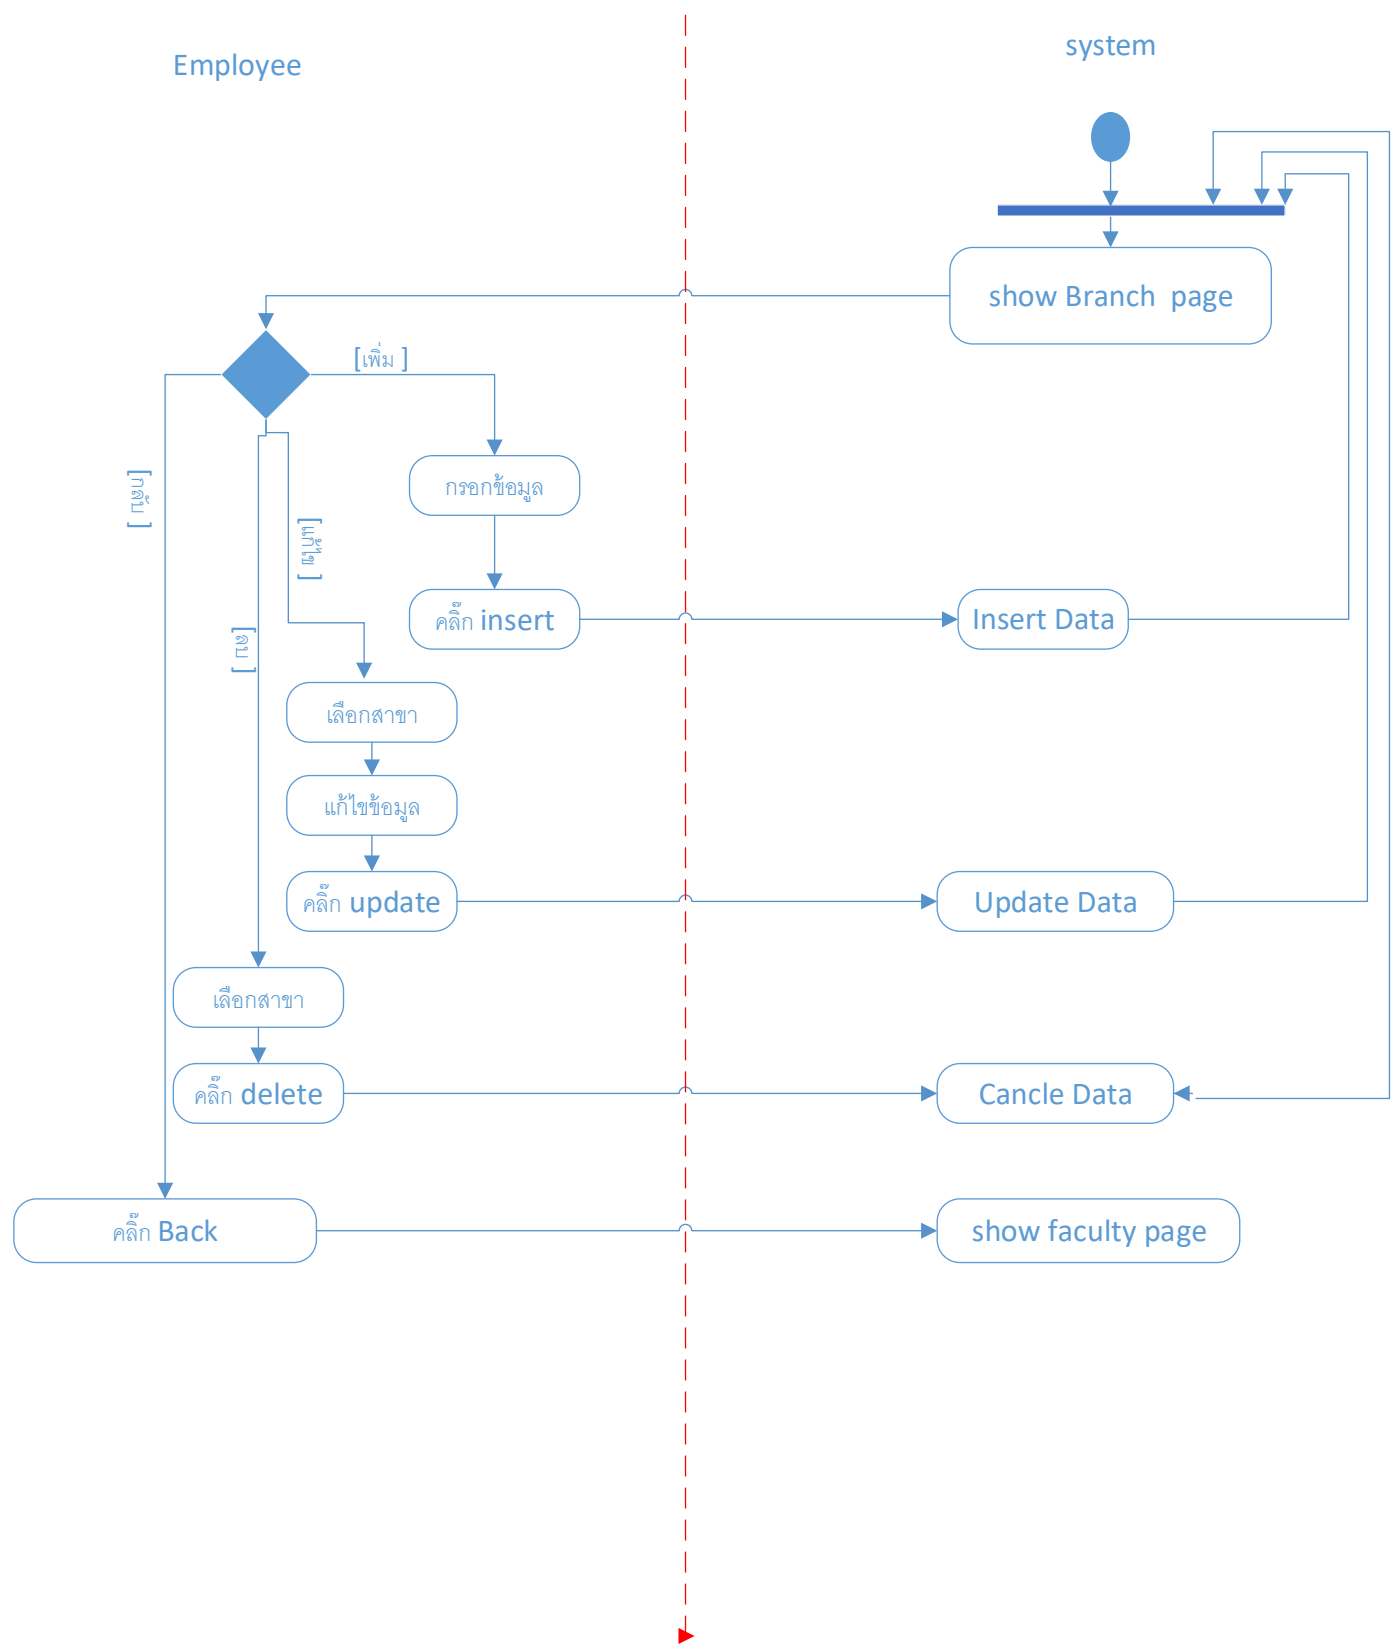 Employee
system
show Branch  page
[เพิ่ม ]
[กลับ ]
กรอกข้อมูล
[แก้ไข ]
คลิ๊ก insert
Insert Data
[ลบ ]
เลือกสาขา
แก้ไขข้อมูล
คลิ๊ก update
Update Data
เลือกสาขา
คลิ๊ก delete
Cancle Data
คลิ๊ก Back
show faculty page